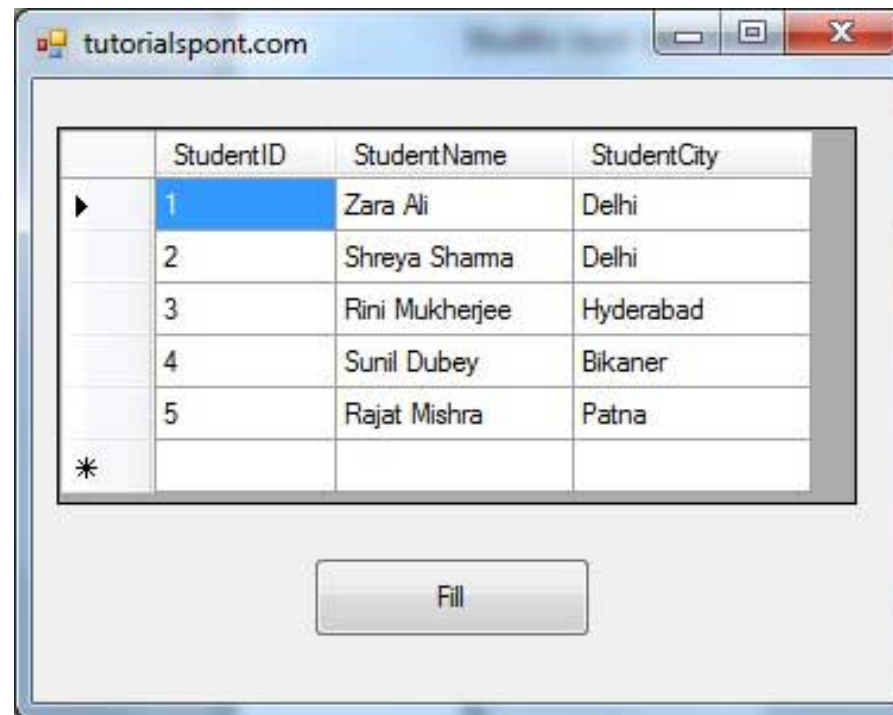 tutorialspont.com
StudentID StudentName StudentCity
1 Zara Ali Delhi
2 Shreya Sharma Delhi
3 Rini Mukherjee Hyderabad
4 Sunil Dubey Bikaner
5 Rajat Mishra Patna
Fill